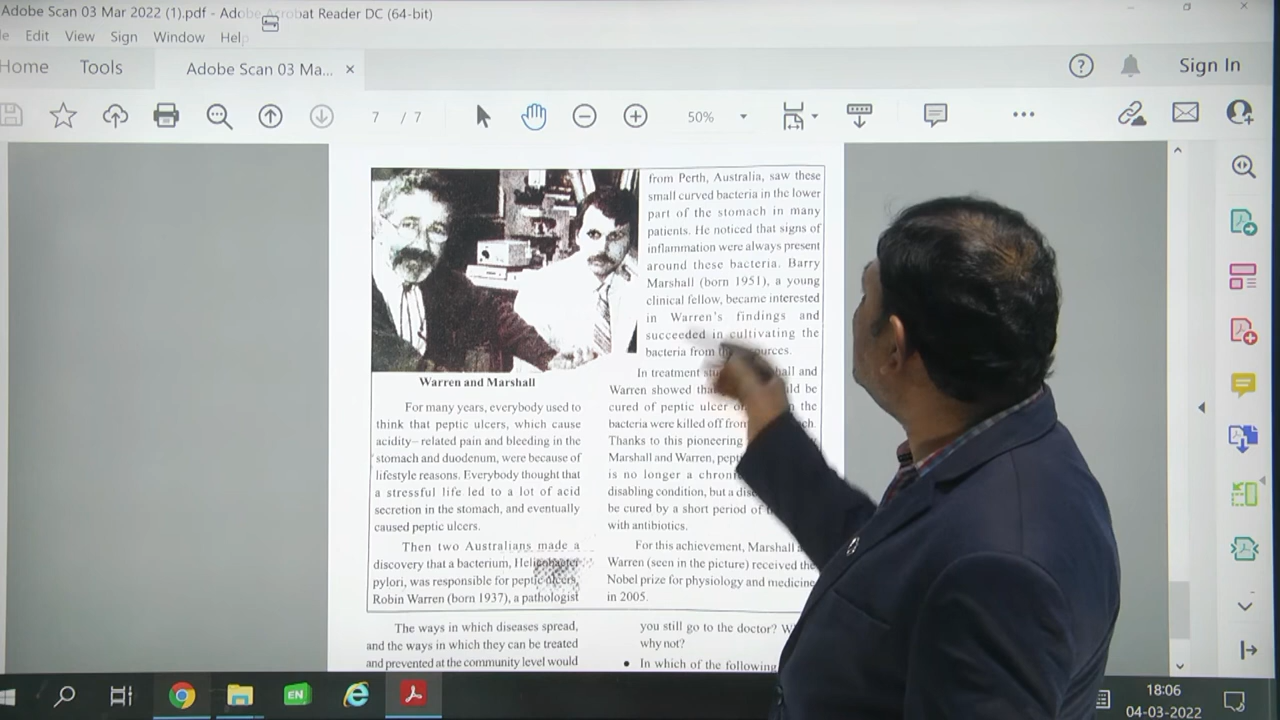 Adobe Scan 03 Mar 2022 (1).pdf - Adobe Acrobat Reader DC (64-bit)
Edit View Sign Window Help
Home Tools Adobe Scan 03 Ma... ×
Sign In
7 / 7
50%
Warren and Marshall
For many years, everybody used to
think that peptic ulcers, which cause
acidity–related pain and bleeding in the
stomach and duodenum, were because of
lifestyle reasons. Everybody thought that
a stressful life led to a lot of acid
secretion in the stomach, and eventually
caused peptic ulcers.
Then two Australians made a
discovery that a bacterium, Helicobacter
pylori, was responsible for peptic ulcers.
Robin Warren (born 1937), a pathologist
from Perth, Australia, saw these
small curved bacteria in the lower
part of the stomach in many
patients. He noticed that signs of
inflammation were always present
around these bacteria. Barry
Marshall (born 1951), a young
clinical fellow, became interested
in Warren's findings and
succeeded in cultivating the
bacteria from
In treatment and
Warren showed be
cured of peptic ulcer the
bacteria were killed off
Thanks to this pioneering
Marshall and Warren,
is no longer a
disabling condition, but a
be cured by a short period of
with antibiotics.
For this achievement, Marshall
Warren (seen in the picture) received the
Nobel prize for physiology and medicine
in 2005.
The ways in which diseases spread,
and the ways in which they can be treated
and prevented at the community level would
you still go to the doctor?
why not?
• In which of the following
EN
18:06
04-03-2022